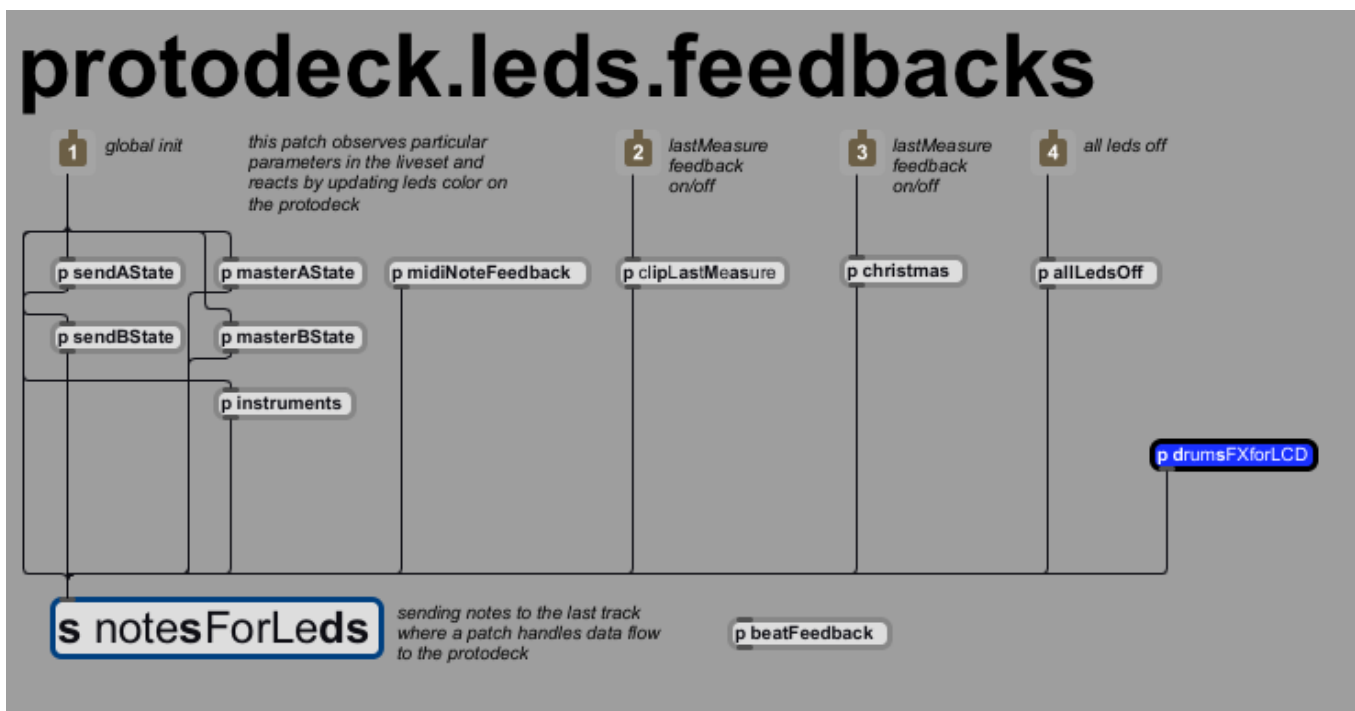 protodeck.leds.feedbacks
1
global init
this patch observes particular
parameters in the liveset and
reacts by updating leds color on
the protodeck
2
lastMeasure
feedback
on/off
3
lastMeasure
feedback
on/off
4
all leds off
p sendAState
p masterAState
p midiNoteFeedback
p clipLastMeasure
p christmas
p allLedsOff
p sendBState
p masterBState
p instruments
p drumsFXforLCD
s notesForLeds
sending notes to the last track
where a patch handles data flow
to the protodeck
p beatFeedback